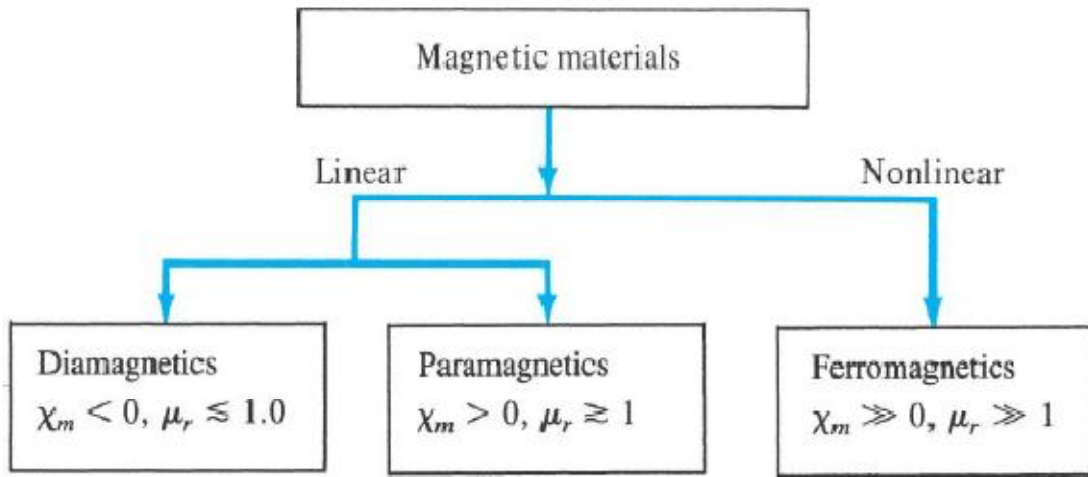 Magnetic materials
Linear
Nonlinear
Diamagnetics
χₘ < 0, μᵣ ≲ 1.0
Paramagnetics
χₘ > 0, μᵣ ≳ 1
Ferromagnetics
χₘ ≫ 0, μᵣ ≫ 1